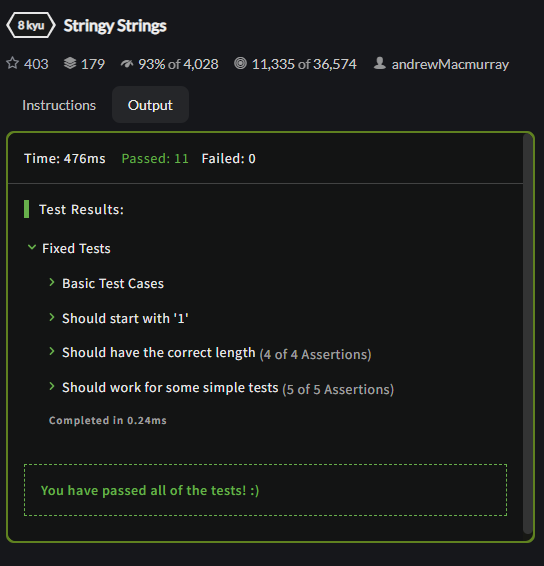 8 kyu Stringy Strings
403 179 93% of 4,028 11,335 of 36,574 andrewMacmurray
Instructions Output
Time: 476ms Passed: 11 Failed: 0
Test Results:
Fixed Tests
Basic Test Cases
Should start with '1'
Should have the correct length (4 of 4 Assertions)
Should work for some simple tests (5 of 5 Assertions)
Completed in 0.24ms
You have passed all of the tests! :)